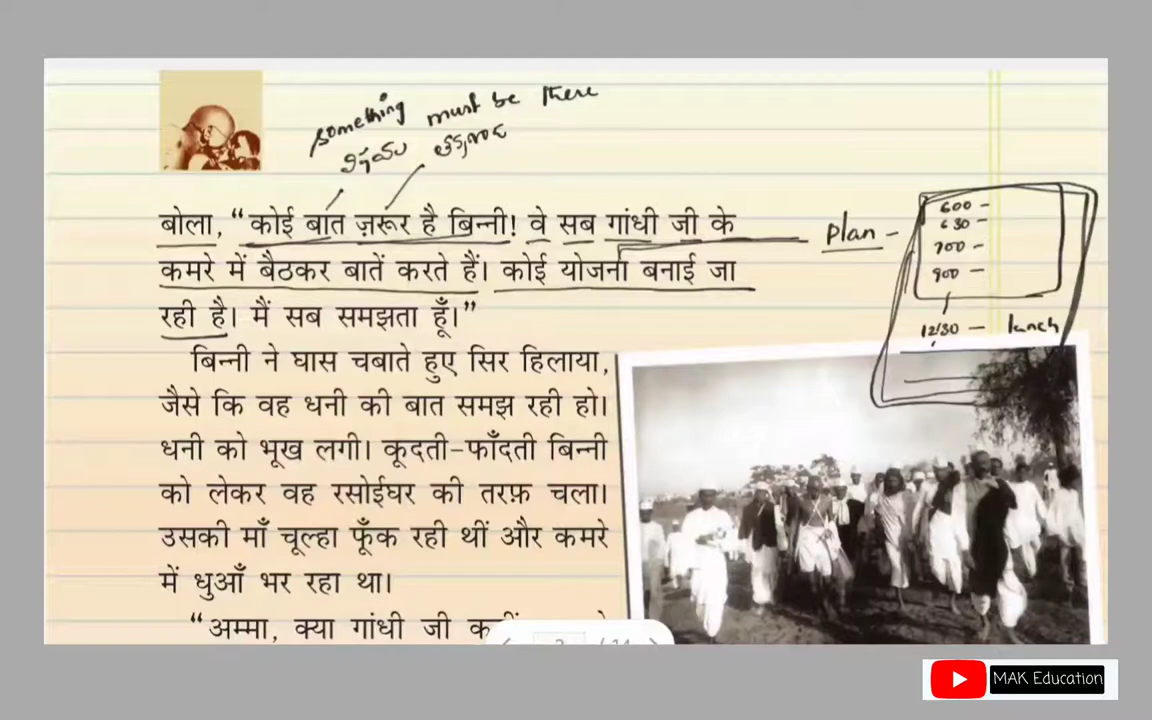 something must be there
बोला, “कोई बात ज़रूर है बिन्नी! वे सब गांधी जी के
plan -
600 -
630 -
700 -
900 -
12/30 - lunch
कमरे में बैठकर बातें करते हैं। कोई योजना बनाई जा
रही है। मैं सब समझता हूँ।”
बिन्नी ने घास चबाते हुए सिर हिलाया,
जैसे कि वह धनी की बात समझ रही हो।
धनी को भूख लगी। कूदती-फाँदती बिन्नी
को लेकर वह रसोईघर की तरफ़ चला।
उसकी माँ चूल्हा फूँक रही थीं और कमरे
में धुआँ भर रहा था।
“अम्मा, क्या गांधी जी
MAK Education